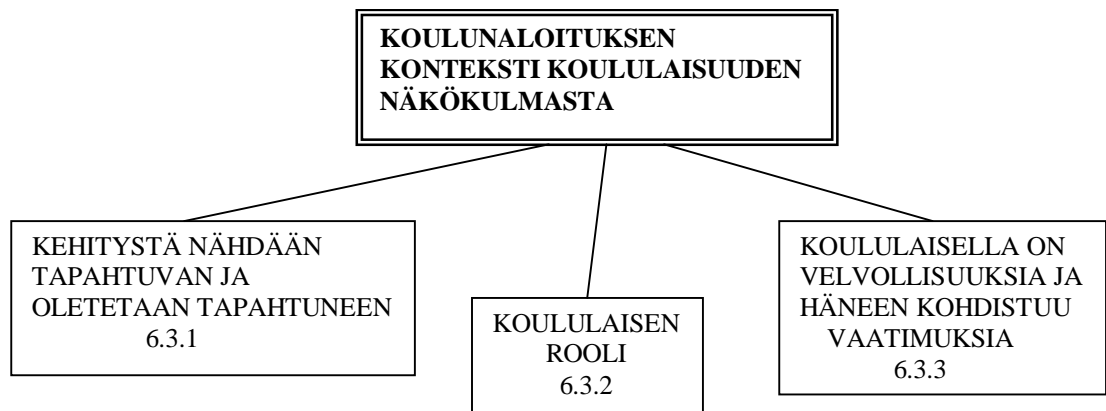 KOULUNALOITUKSEN
KONTEKSTI KOULULAISUUDEN
NÄKÖKULMASTA
KEHITYSTÄ NÄHDÄÄN
TAPAHTUVAN JA
OLETETAAN TAPAHTUNEEN
6.3.1
KOULULAISEN
ROOLI
6.3.2
KOULULAISELLA ON
VELVOLLISUUKSIA JA
HÄNEEN KOHDISTUU
VAATIMUKSIA
6.3.3